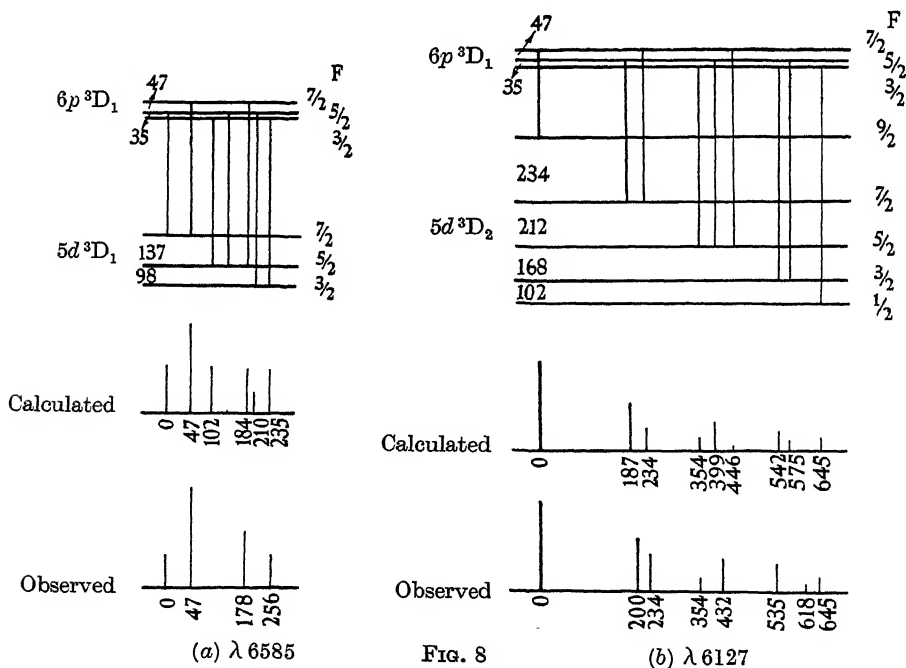 47
6p ³D₁
35
F
7/2
5/2
3/2
5d ³D₁
137
98
7/2
5/2
3/2
Calculated
0 47 102 184 210 235
Observed
0 47 178 256
(a) λ 6585
47
6p ³D₁
35
F
7/2
5/2
3/2
9/2
234
7/2
5d ³D₂
212
5/2
168
3/2
102
1/2
Calculated
0 187 234 354 399 446 542 575 645
Observed
0 200 234 354 432 535 618 645
FIG. 8
(b) λ 6127